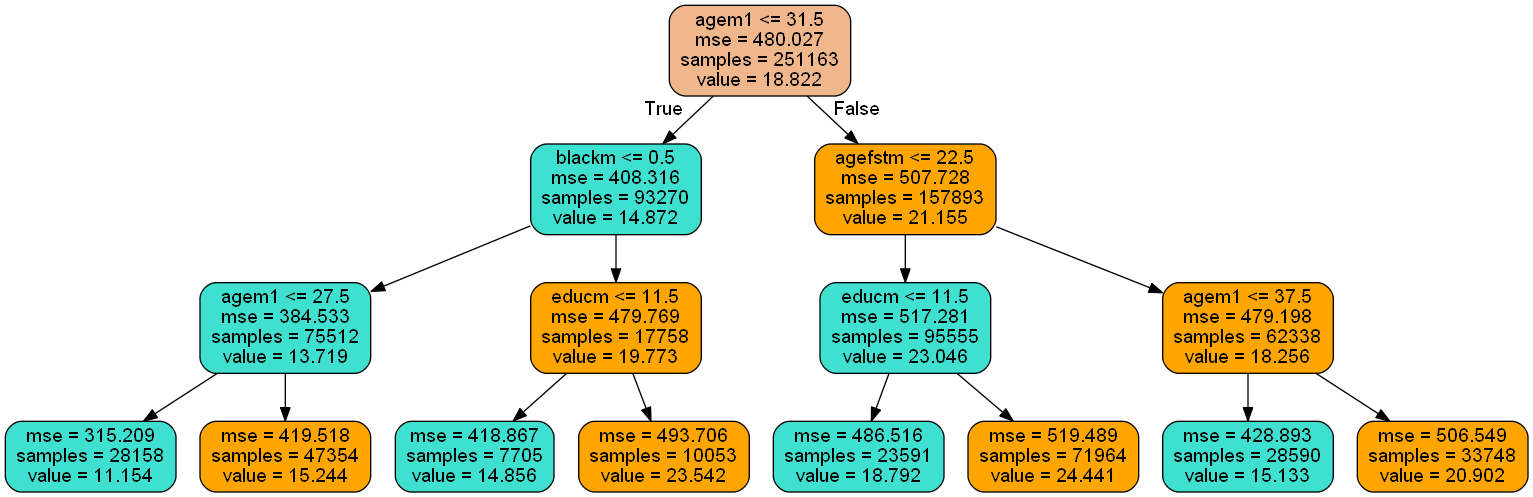 agem1 <= 31.5
mse = 480.027
samples = 251163
value = 18.822
True
False
blackm <= 0.5
mse = 408.316
samples = 93270
value = 14.872
agefstm <= 22.5
mse = 507.728
samples = 157893
value = 21.155
agem1 <= 27.5
mse = 384.533
samples = 75512
value = 13.719
educm <= 11.5
mse = 479.769
samples = 17758
value = 19.773
educm <= 11.5
mse = 517.281
samples = 95555
value = 23.046
agem1 <= 37.5
mse = 479.198
samples = 62338
value = 18.256
mse = 315.209
samples = 28158
value = 11.154
mse = 419.518
samples = 47354
value = 15.244
mse = 418.867
samples = 7705
value = 14.856
mse = 493.706
samples = 10053
value = 23.542
mse = 486.516
samples = 23591
value = 18.792
mse = 519.489
samples = 71964
value = 24.441
mse = 428.893
samples = 28590
value = 15.133
mse = 506.549
samples = 33748
value = 20.902